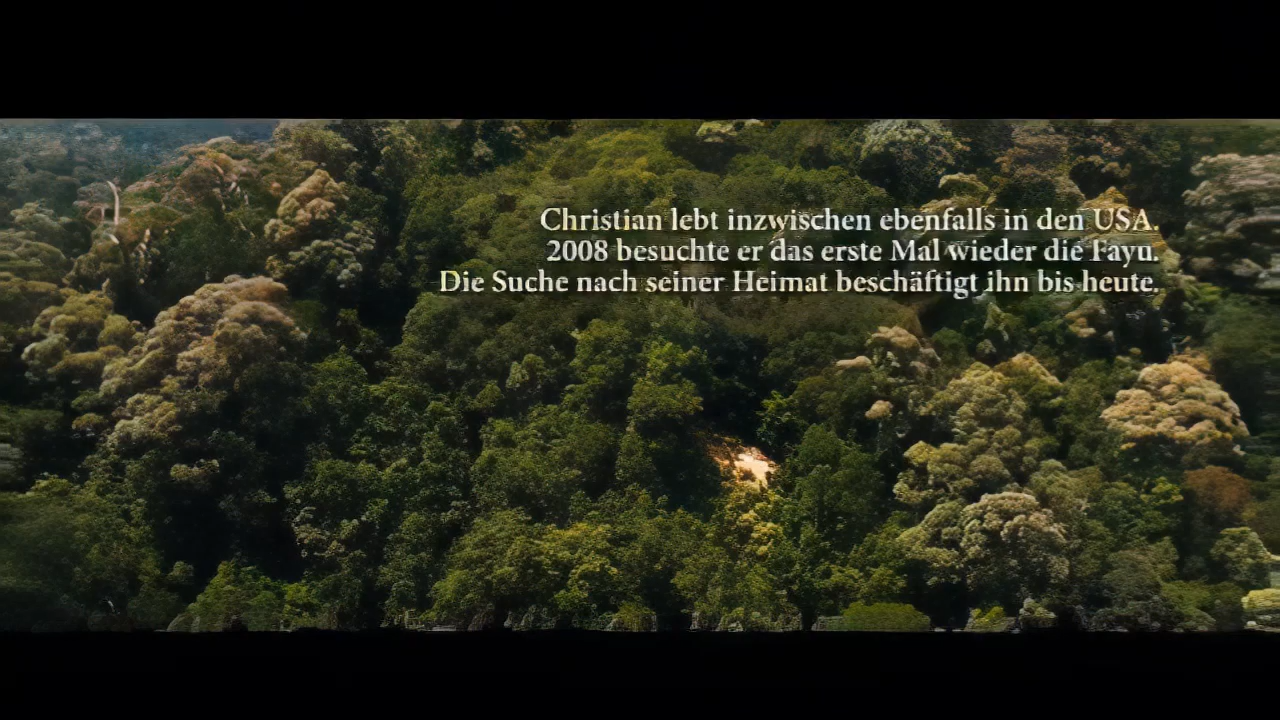 Christian lebt inzwischen ebenfalls in den USA.
2008 besuchte er das erste Mal wieder die Fayu.
Die Suche nach seiner Heimat beschäftigt ihn bis heute.